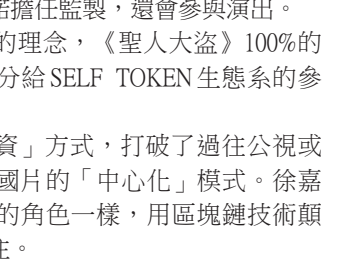 諾擔任監製，還會參與演出。
的理念，《聖人大盜》100%的
分給 SELF TOKEN 生態系的參
資」方式，打破了過往公視或
國片的「中心化」模式。徐嘉
的角色一樣，用區塊鏈技術顛